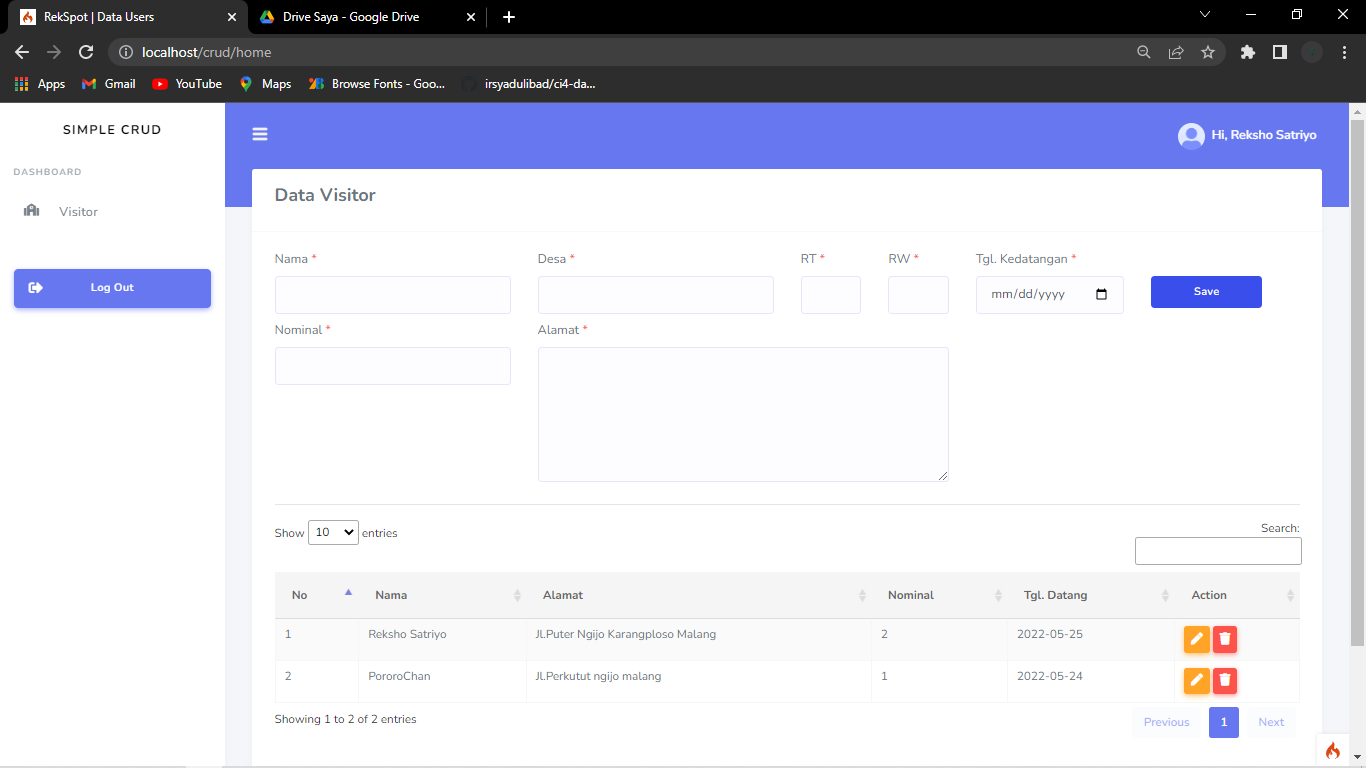 RekSpot | Data Users
Drive Saya - Google Drive
localhost/crud/home
Apps
Gmail
YouTube
Maps
Browse Fonts - Goo...
irsyadulibad/ci4-da...
SIMPLE CRUD
Hi, Reksho Satriyo
DASHBOARD
Visitor
Log Out
Data Visitor
Nama *
Desa *
RT *
RW *
Tgl. Kedatangan *
mm/dd/yyyy
Save
Nominal *
Alamat *
Show 10 entries
Search:
No Nama Alamat Nominal Tgl. Datang Action
1 Reksho Satriyo Jl.Puter Ngijo Karangploso Malang 2 2022-05-25
2 PororoChan Jl.Perkutut ngijo malang 1 2022-05-24
Showing 1 to 2 of 2 entries
Previous 1 Next